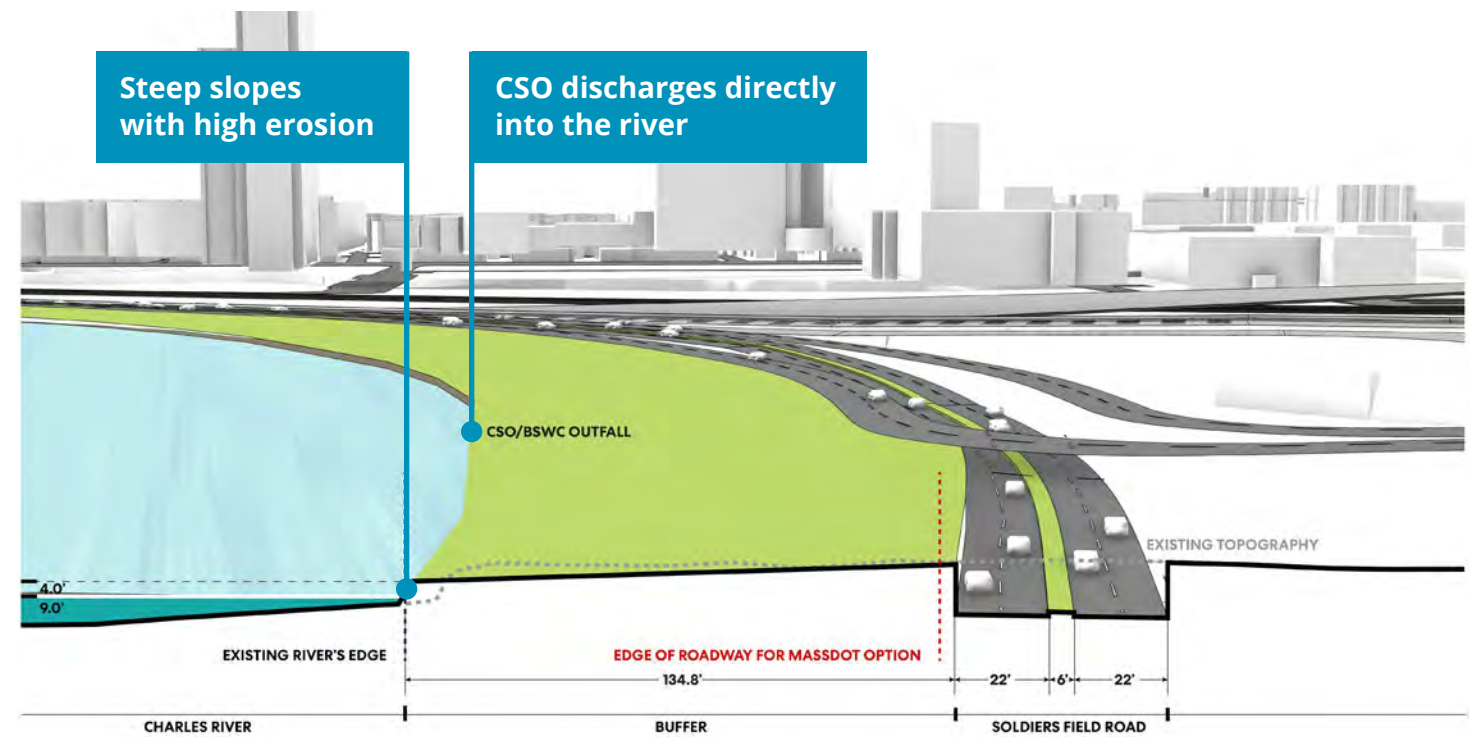 Steep slopes
with high erosion
CSO discharges directly
into the river
CSO/BSWC OUTFALL
EXISTING TOPOGRAPHY
4.0'
9.0'
EXISTING RIVER'S EDGE
EDGE OF ROADWAY FOR MASSDOT OPTION
134.8'
22'
6'
22'
CHARLES RIVER
BUFFER
SOLDIERS FIELD ROAD